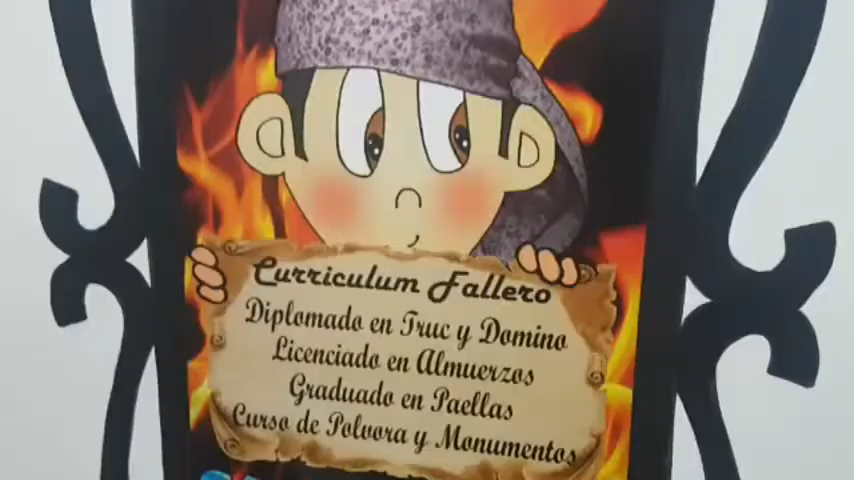 Curriculum Fallero
Diplomado en Truc y Domino
Licenciado en Almuerzos
Graduado en Paellas
Curso de Polvora y Monumentos